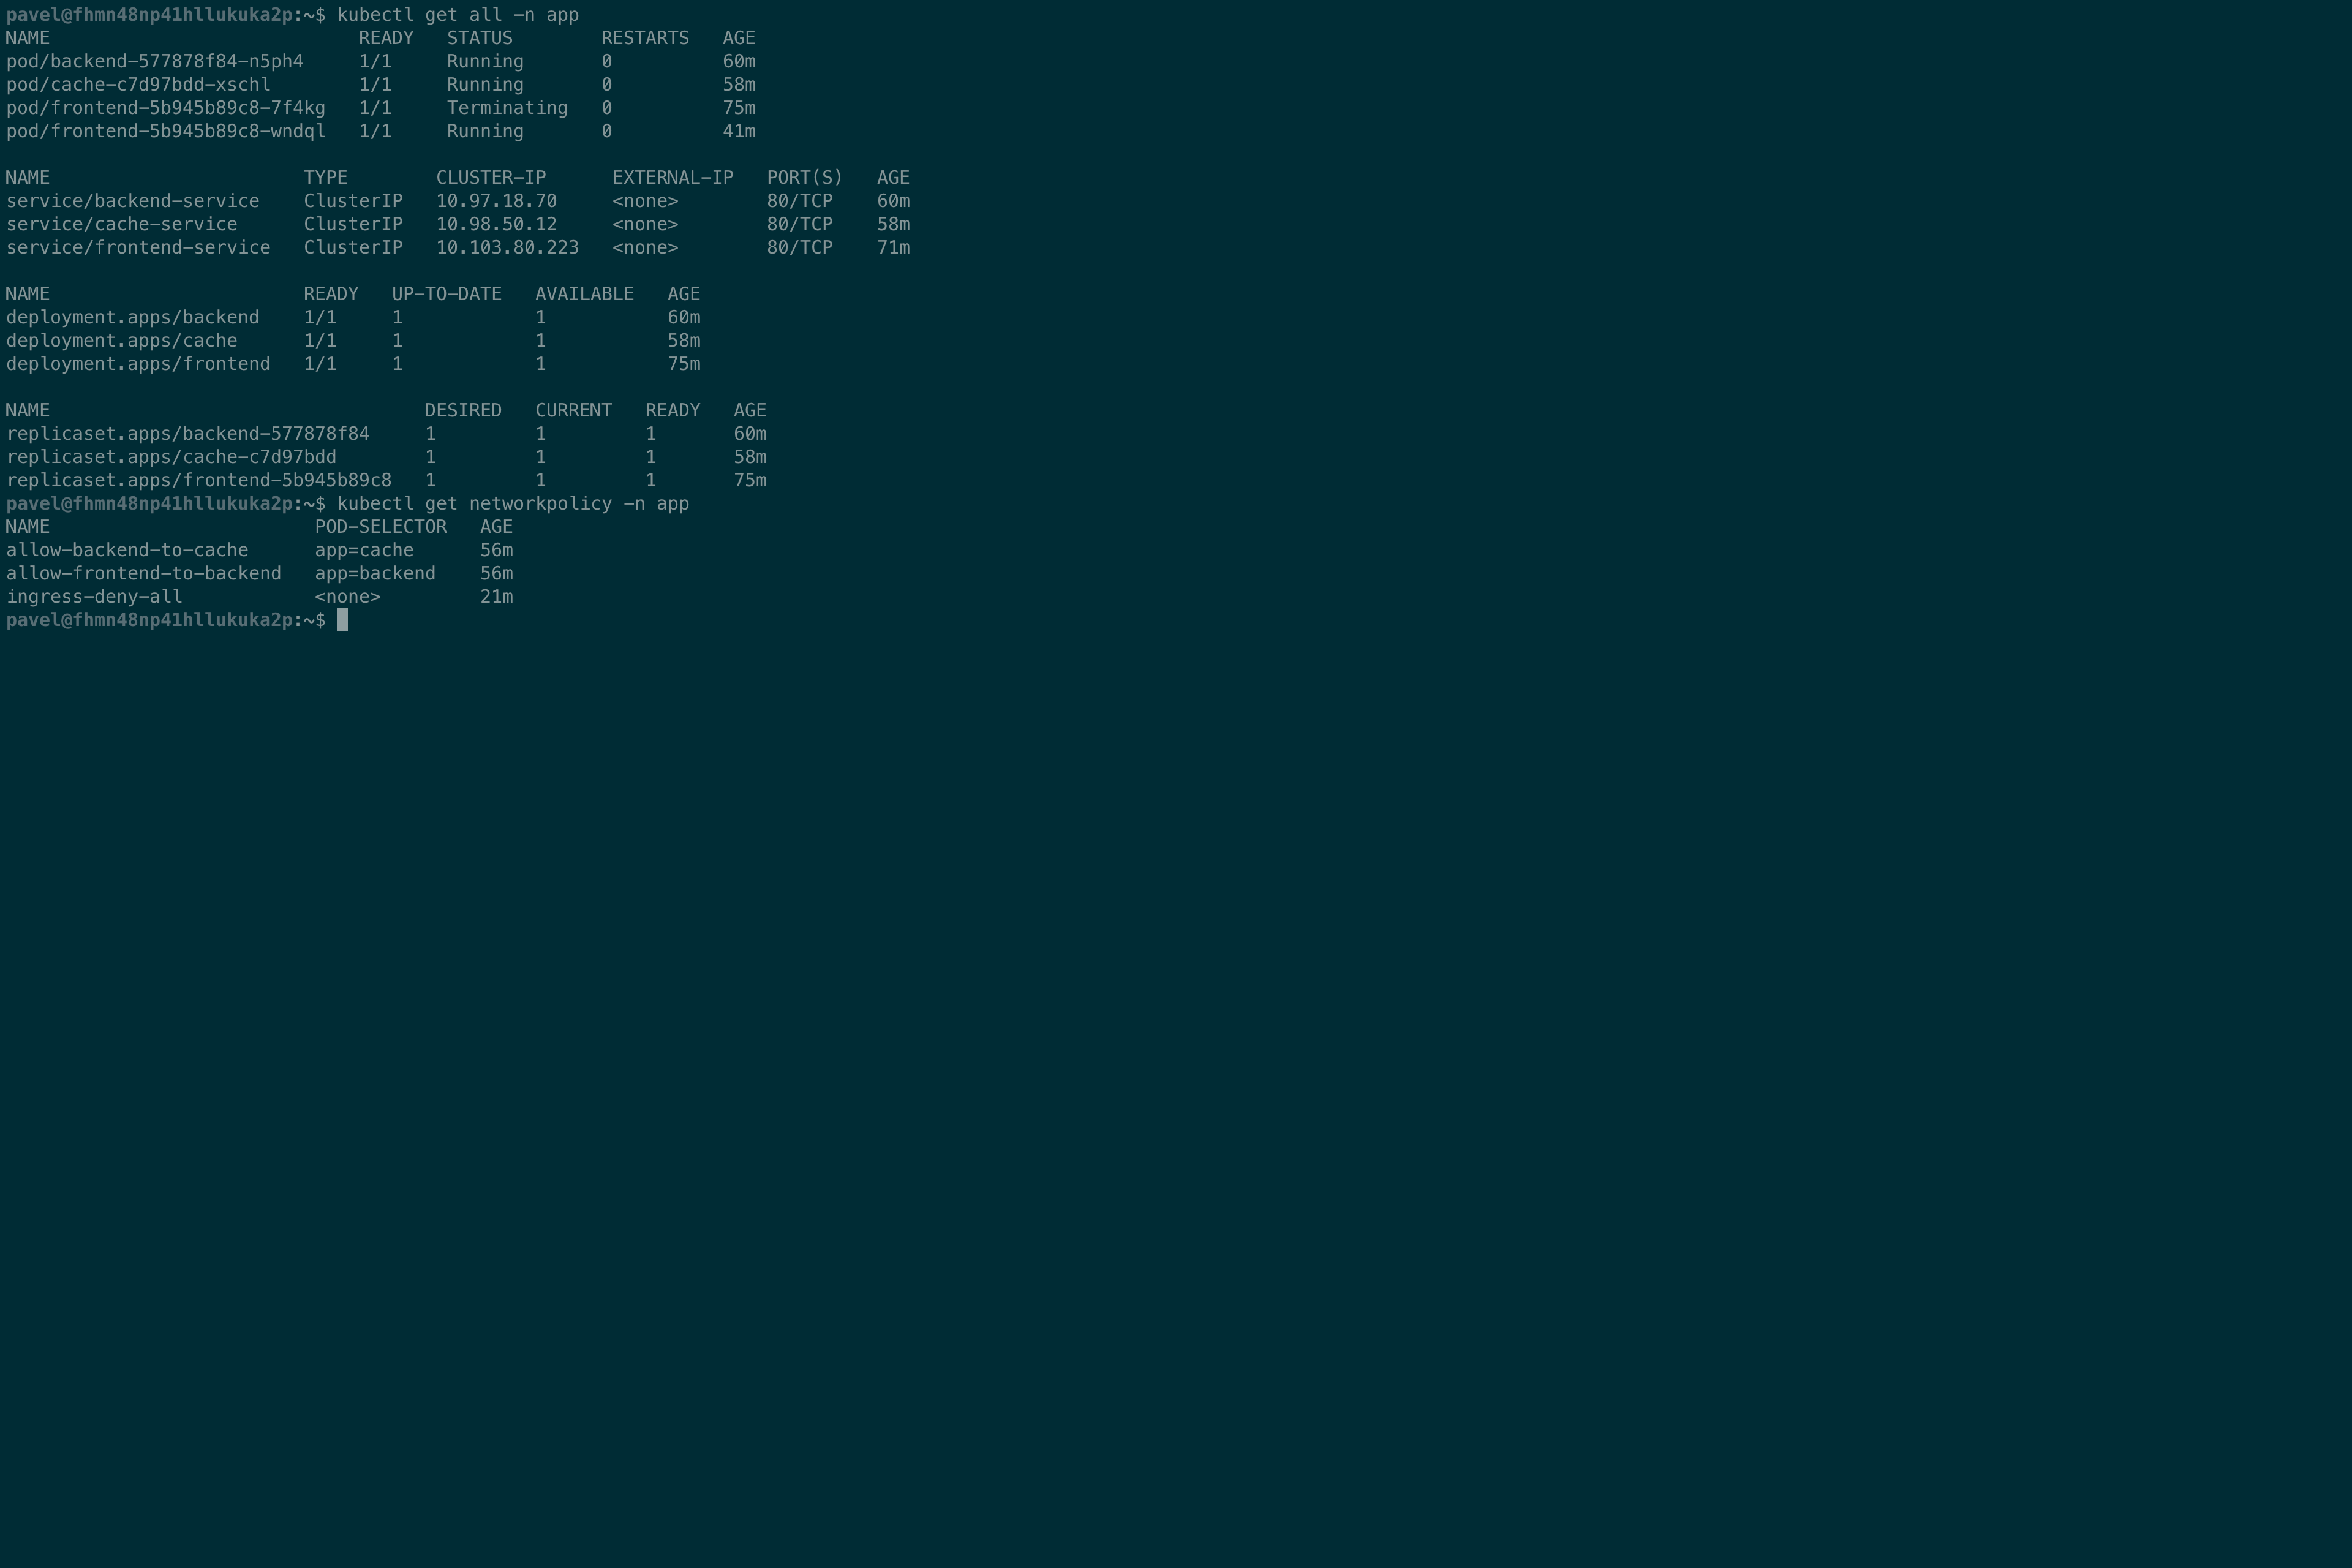 pavel@fhmn48np41hllukuka2p:~$ kubectl get all -n app
NAME                            READY   STATUS        RESTARTS   AGE
pod/backend-577878f84-n5ph4     1/1     Running       0          60m
pod/cache-c7d97bdd-xschl        1/1     Running       0          58m
pod/frontend-5b945b89c8-7f4kg   1/1     Terminating   0          75m
pod/frontend-5b945b89c8-wndql   1/1     Running       0          41m

NAME                       TYPE        CLUSTER-IP      EXTERNAL-IP   PORT(S)   AGE
service/backend-service    ClusterIP   10.97.18.70     <none>        80/TCP    60m
service/cache-service      ClusterIP   10.98.50.12     <none>        80/TCP    58m
service/frontend-service   ClusterIP   10.103.80.223   <none>        80/TCP    71m

NAME                       READY   UP-TO-DATE   AVAILABLE   AGE
deployment.apps/backend    1/1     1            1           60m
deployment.apps/cache      1/1     1            1           58m
deployment.apps/frontend   1/1     1            1           75m

NAME                                  DESIRED   CURRENT   READY   AGE
replicaset.apps/backend-577878f84     1         1         1       60m
replicaset.apps/cache-c7d97bdd        1         1         1       58m
replicaset.apps/frontend-5b945b89c8   1         1         1       75m
pavel@fhmn48np41hllukuka2p:~$ kubectl get networkpolicy -n app
NAME                        POD-SELECTOR   AGE
allow-backend-to-cache      app=cache      56m
allow-frontend-to-backend   app=backend    56m
ingress-deny-all            <none>         21m
pavel@fhmn48np41hllukuka2p:~$